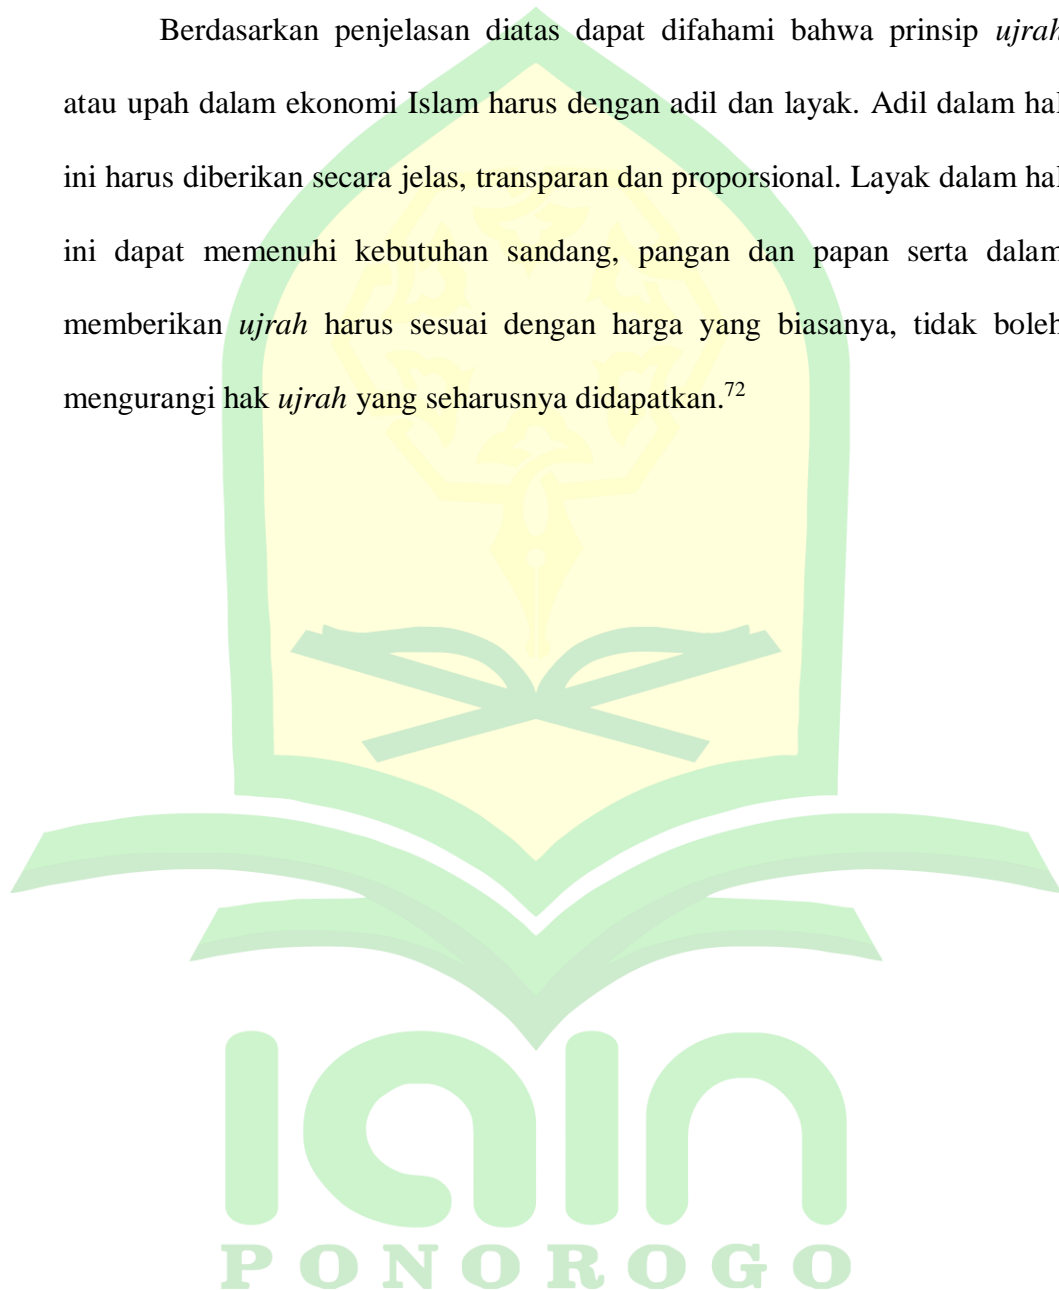 Berdasarkan penjelasan diatas dapat difahami bahwa prinsip ujrah
atau upah dalam ekonomi Islam harus dengan adil dan layak. Adil dalam hal
ini harus diberikan secara jelas, transparan dan proporsional. Layak dalam hal
ini dapat memenuhi kebutuhan sandang, pangan dan papan serta dalam
memberikan ujrah harus sesuai dengan harga yang biasanya, tidak boleh
mengurangi hak ujrah yang seharusnya didapatkan.72
IAIN
PONOROGO